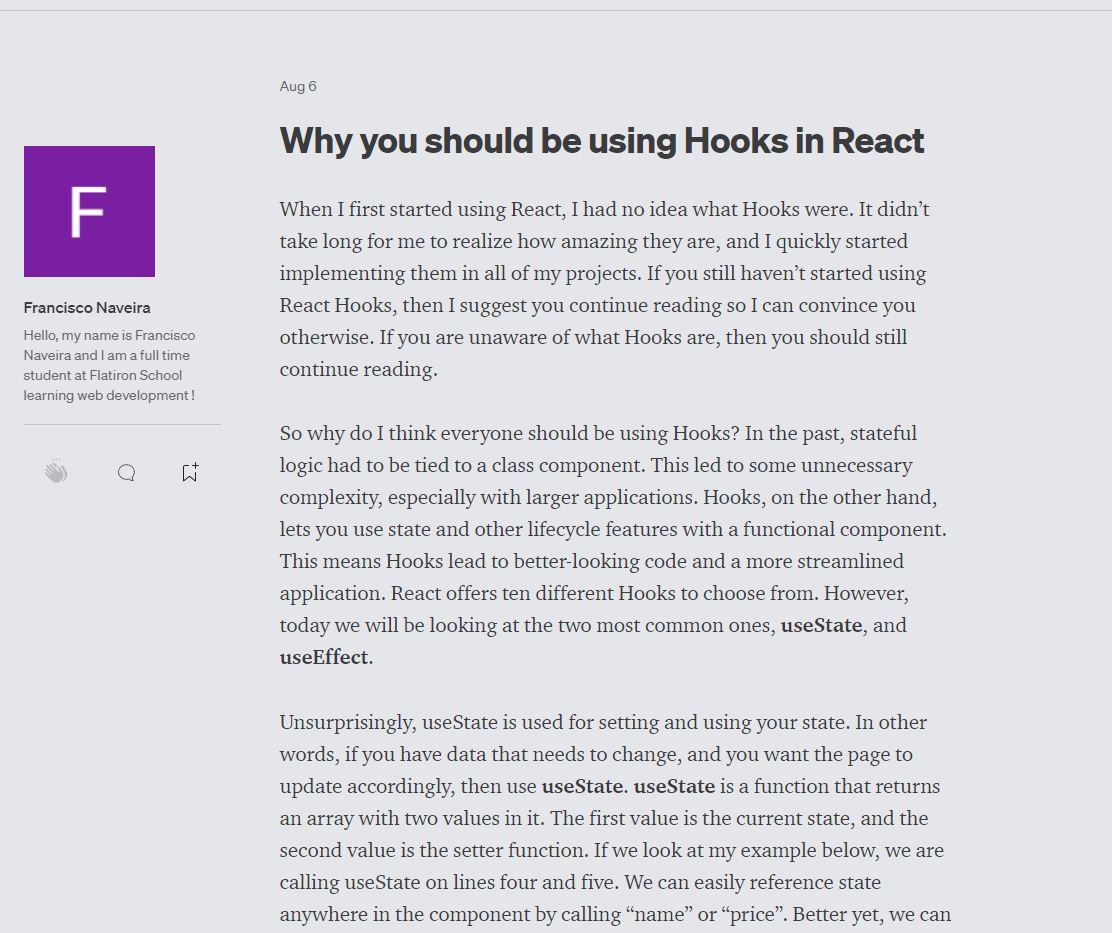 Aug 6
Why you should be using Hooks in React
F
Francisco Naveira
Hello, my name is Francisco
Naveira and I am a full time
student at Flatiron School
learning web development !
When I first started using React, I had no idea what Hooks were. It didn’t
take long for me to realize how amazing they are, and I quickly started
implementing them in all of my projects. If you still haven’t started using
React Hooks, then I suggest you continue reading so I can convince you
otherwise. If you are unaware of what Hooks are, then you should still
continue reading.
So why do I think everyone should be using Hooks? In the past, stateful
logic had to be tied to a class component. This led to some unnecessary
complexity, especially with larger applications. Hooks, on the other hand,
lets you use state and other lifecycle features with a functional component.
This means Hooks lead to better-looking code and a more streamlined
application. React offers ten different Hooks to choose from. However,
today we will be looking at the two most common ones, useState, and
useEffect.
Unsurprisingly, useState is used for setting and using your state. In other
words, if you have data that needs to change, and you want the page to
update accordingly, then use useState. useState is a function that returns
an array with two values in it. The first value is the current state, and the
second value is the setter function. If we look at my example below, we are
calling useState on lines four and five. We can easily reference state
anywhere in the component by calling “name” or “price”. Better yet, we can